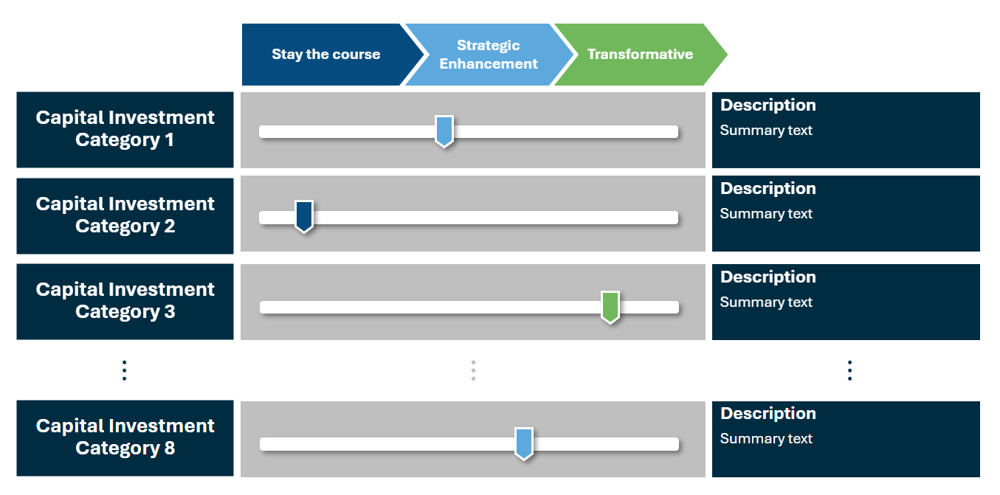 Stay the course
Strategic
Enhancement
Transformative
Capital Investment
Category 1
Description
Summary text
Capital Investment
Category 2
Description
Summary text
Capital Investment
Category 3
Description
Summary text
Capital Investment
Category 8
Description
Summary text